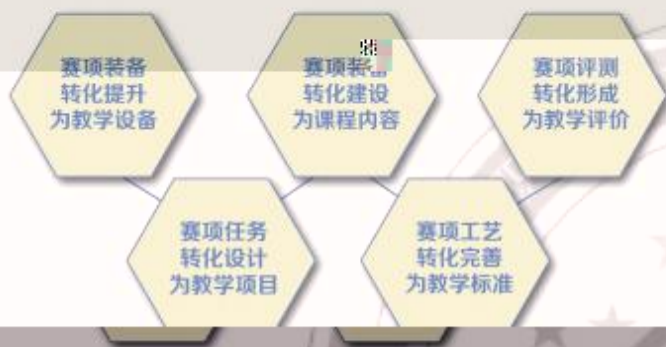 赛项装备
转化提升
为教学设备
赛项装
转化建设
为课程内容
赛项评测
转化形成
为教学评价
赛项任务
转化设计
为教学项目
赛项工艺
转化完善
为教学标准